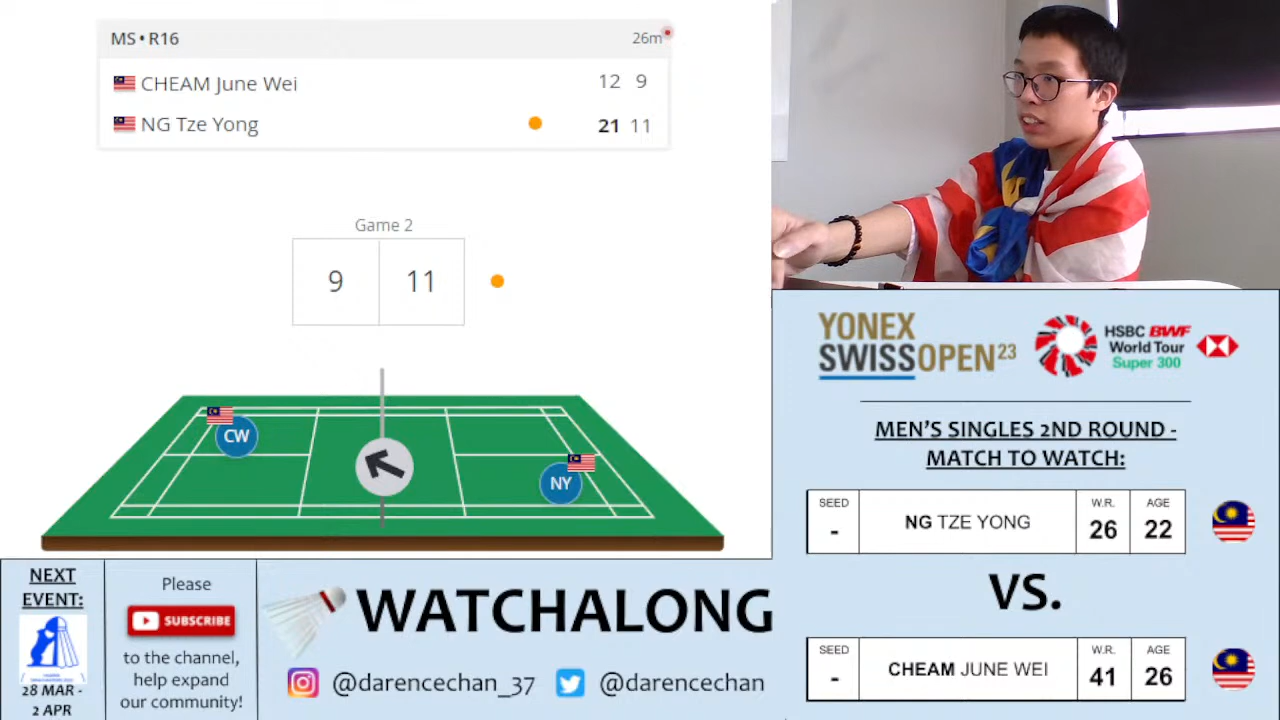 MS • R16
26m
CHEAM June Wei 12 9
NG Tze Yong 21 11
Game 2
9 11
CW
NY
YONEX
SWISSOPEN23
HSBC BWF
World Tour
Super 300
MEN'S SINGLES 2ND ROUND -
MATCH TO WATCH:
SEED W.R. AGE
- NG TZE YONG 26 22
VS.
SEED W.R. AGE
- CHEAM JUNE WEI 41 26
NEXT
EVENT:
28 MAR -
2 APR
Please
SUBSCRIBE
to the channel,
help expand
our community!
WATCHALONG
@darencechan_37
@darencechan